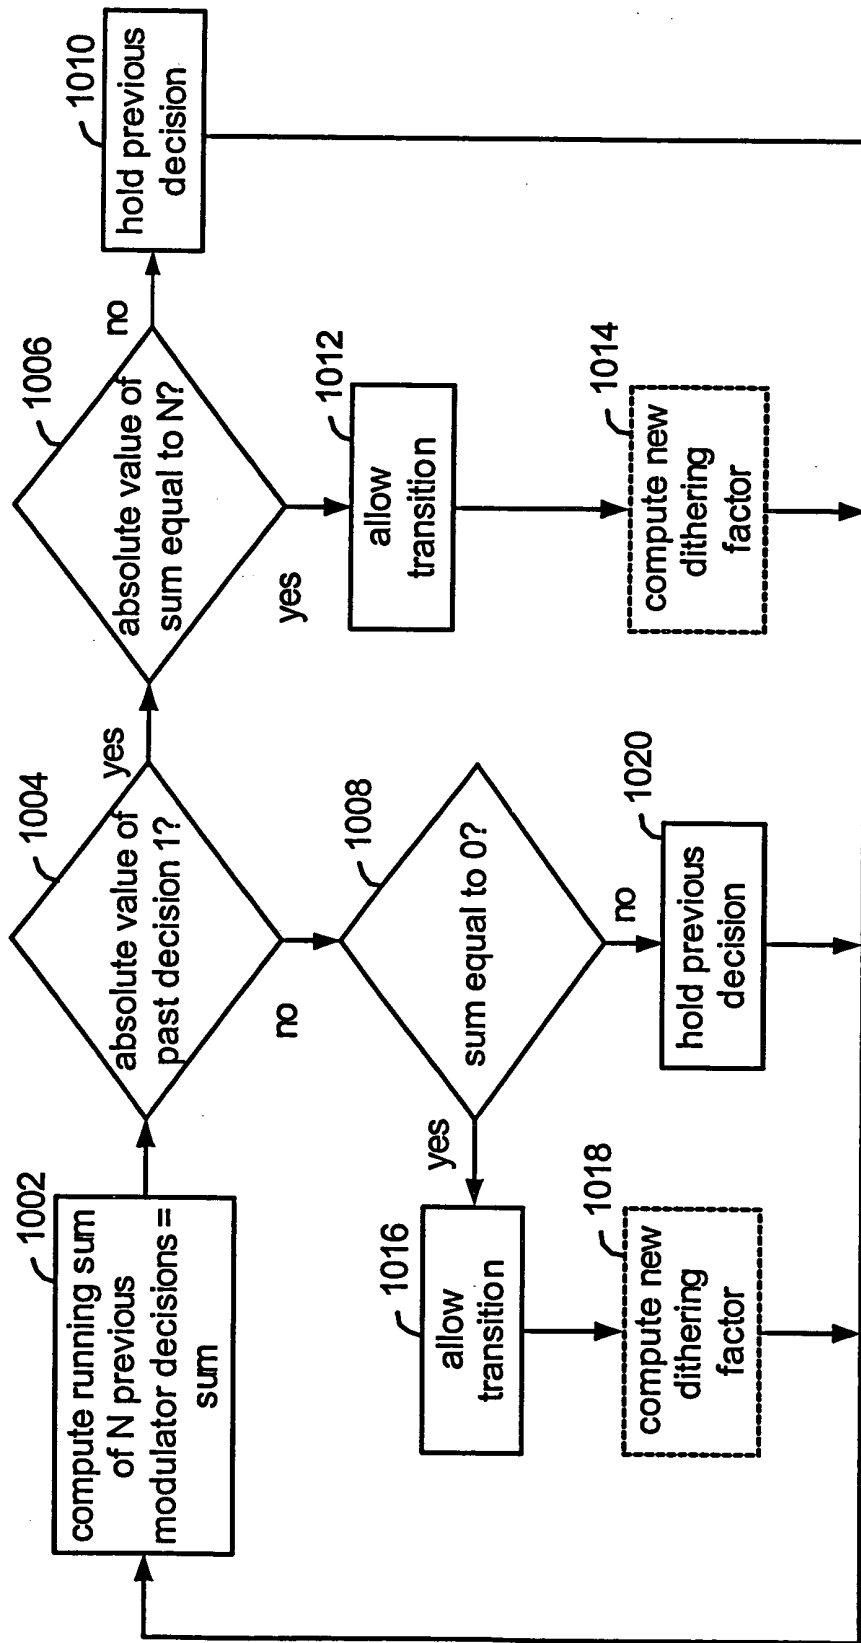 1002
compute running sum
of N previous
modulator decisions =
sum
1004
absolute value of
past decision 1?
yes
no
1006
absolute value of
sum equal to N?
no
yes
1010
hold previous
decision
1012
allow
transition
1014
compute new
dithering
factor
1008
sum equal to 0?
yes
no
1016
allow
transition
1018
compute new
dithering
factor
1020
hold previous
decision